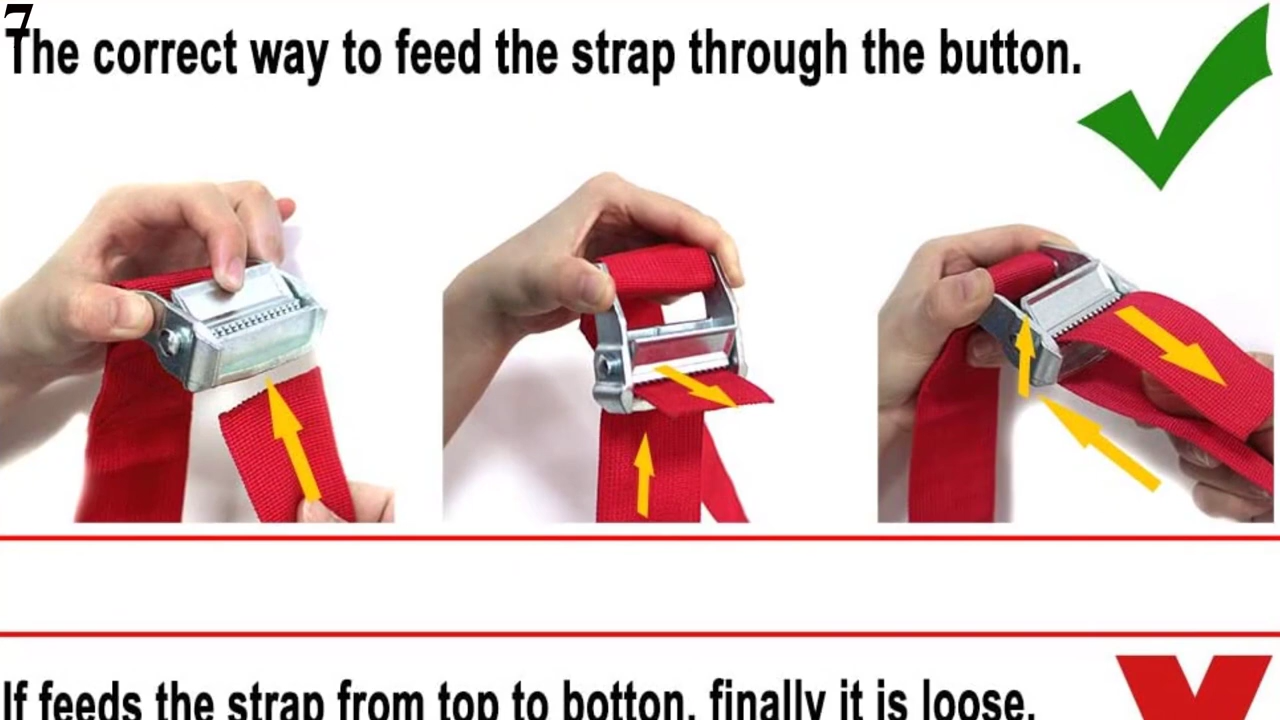 7
The correct way to feed the strap through the button.
If feeds the strap from top to botton, finally it is loose.